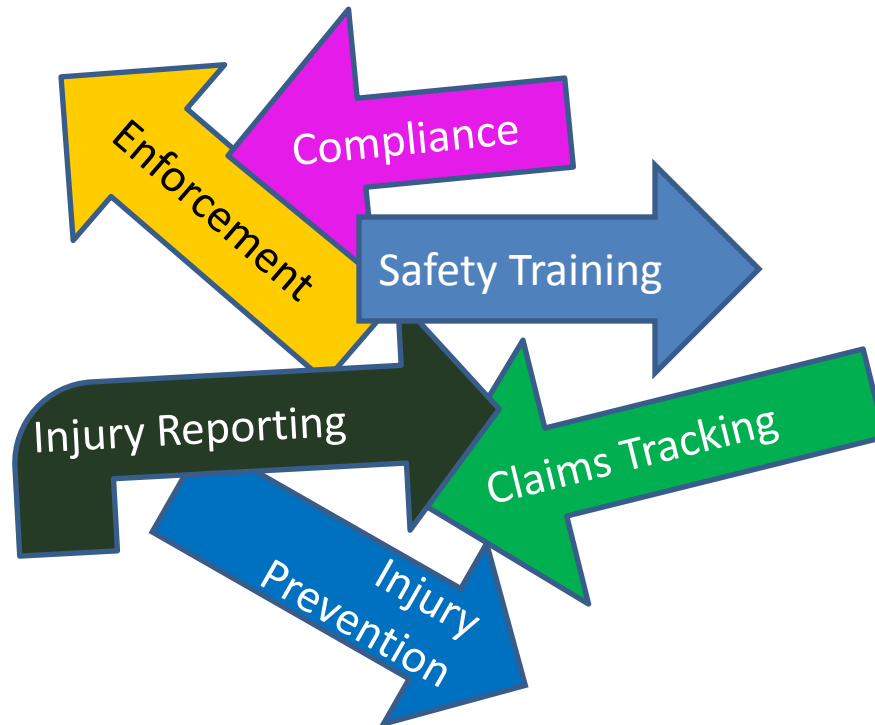 Compliance
Enforcement
Safety Training
Injury Reporting
Claims Tracking
Injury
Prevention